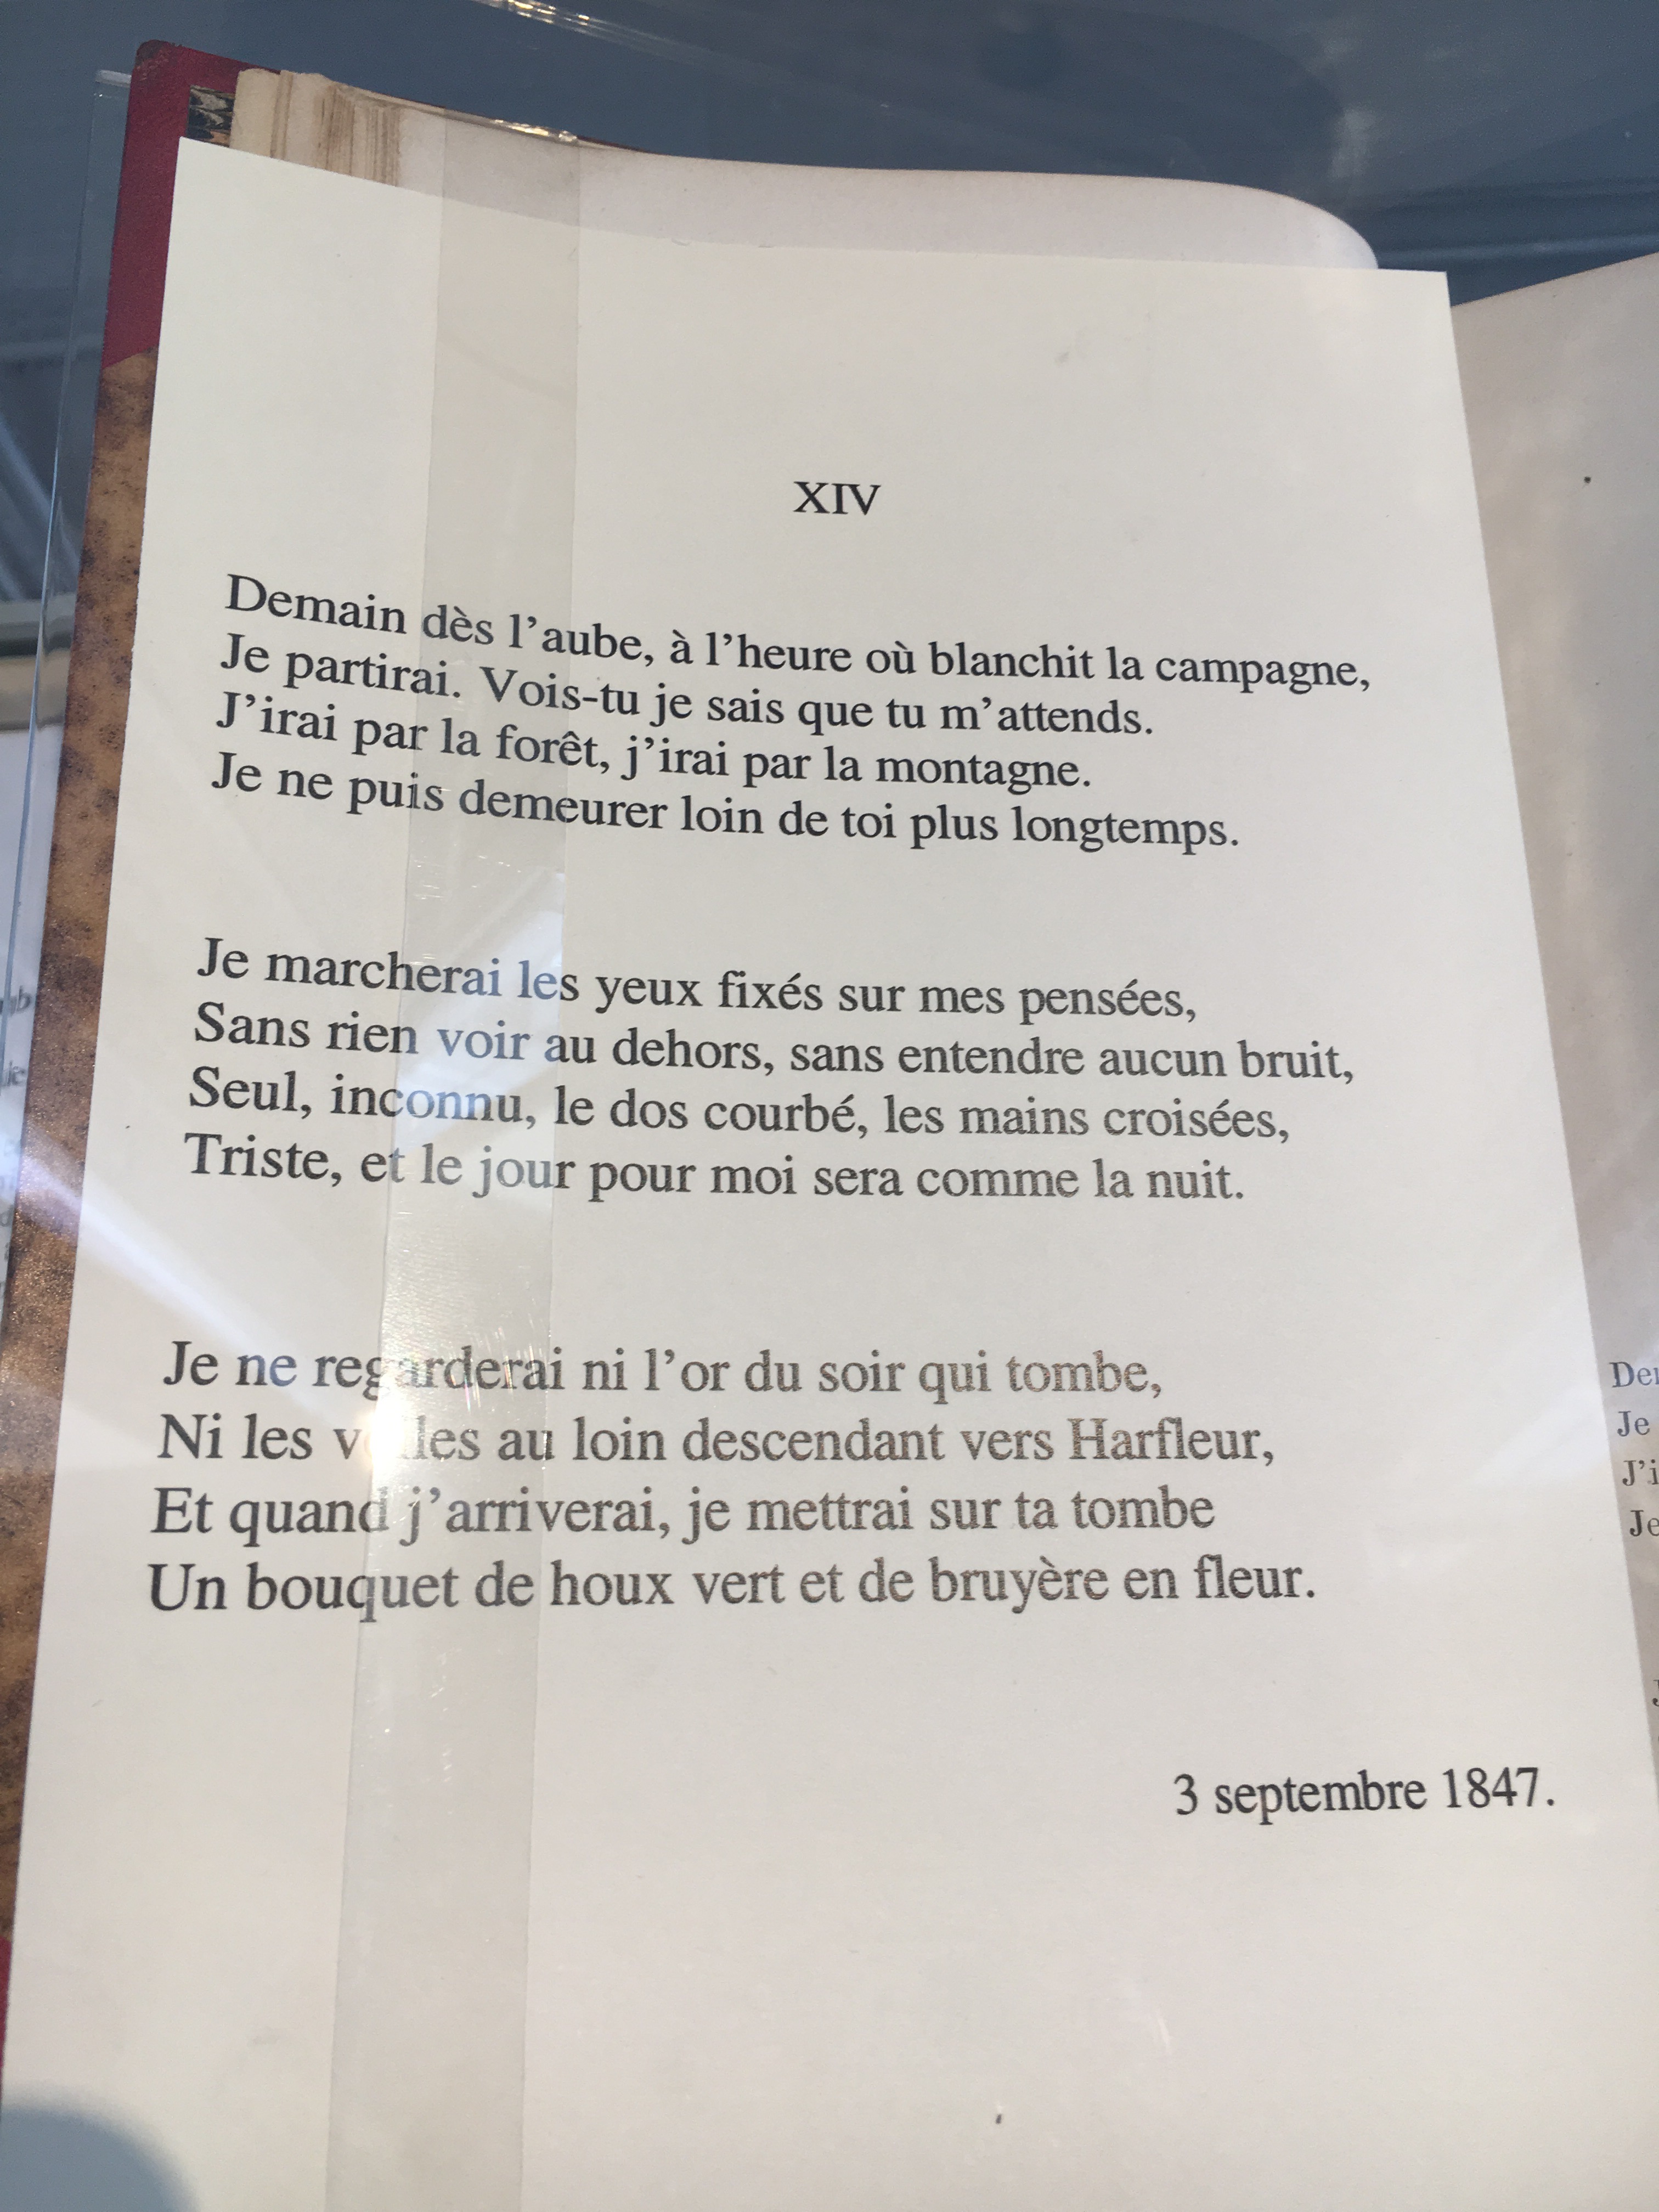 XIV
Demain dès l'aube, à l'heure où blanchit la campagne,
Je partirai. Vois-tu je sais que tu m'attends.
J'irai par la forêt, j'irai par la montagne.
Je ne puis demeurer loin de toi plus longtemps.
Je marcherai les yeux fixés sur mes pensées,
Sans rien voir au dehors, sans entendre aucun bruit,
Seul, inconnu, le dos courbé, les mains croisées,
Triste, et le jour pour moi sera comme la nuit.
Je ne regarderai ni l'or du soir qui tombe,
Ni les voiles au loin descendant vers Harfleur,
Et quand j'arriverai, je mettrai sur ta tombe
Un bouquet de houx vert et de bruyère en fleur.
3 septembre 1847.
Je
J'i
Je